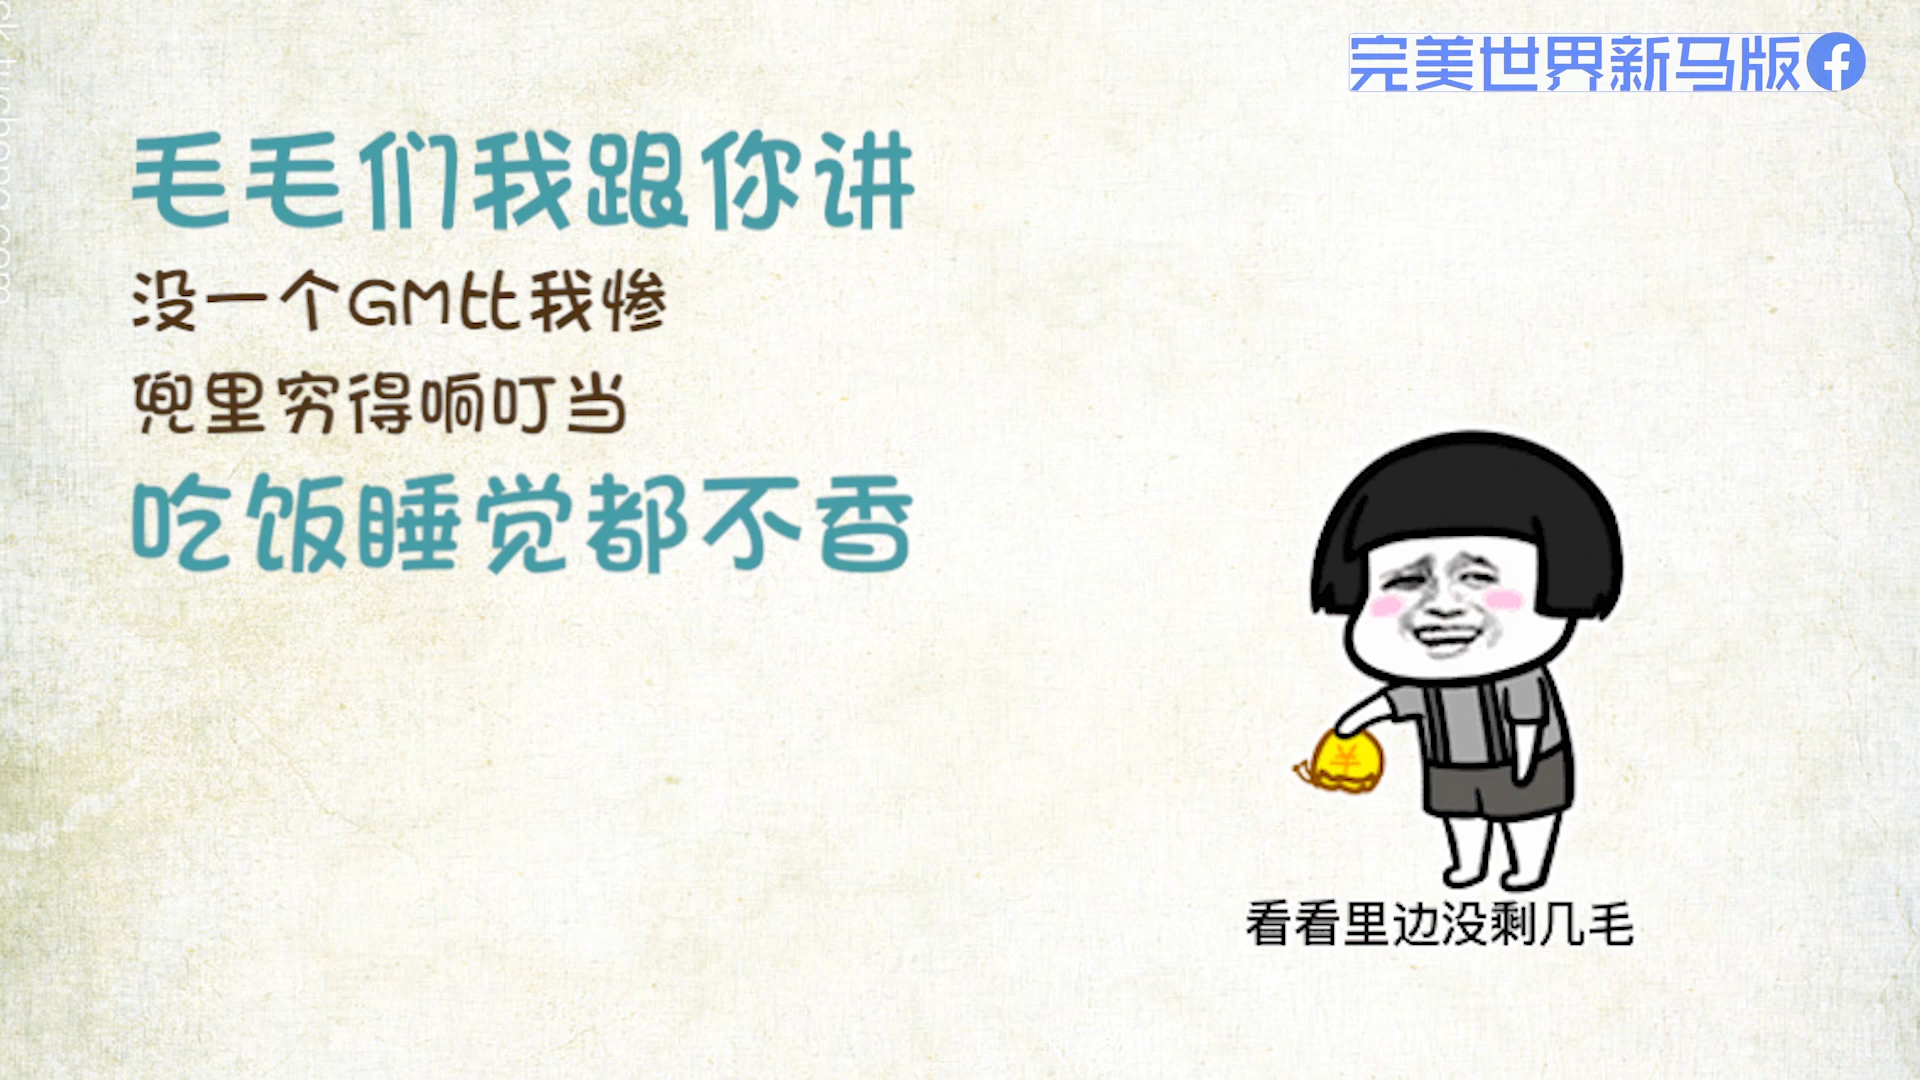 完美世界新马版
毛毛们我跟你讲
没一个GM比我惨
兜里穷得响叮当
吃饭睡觉都不香
¥
看看里边没剩几毛